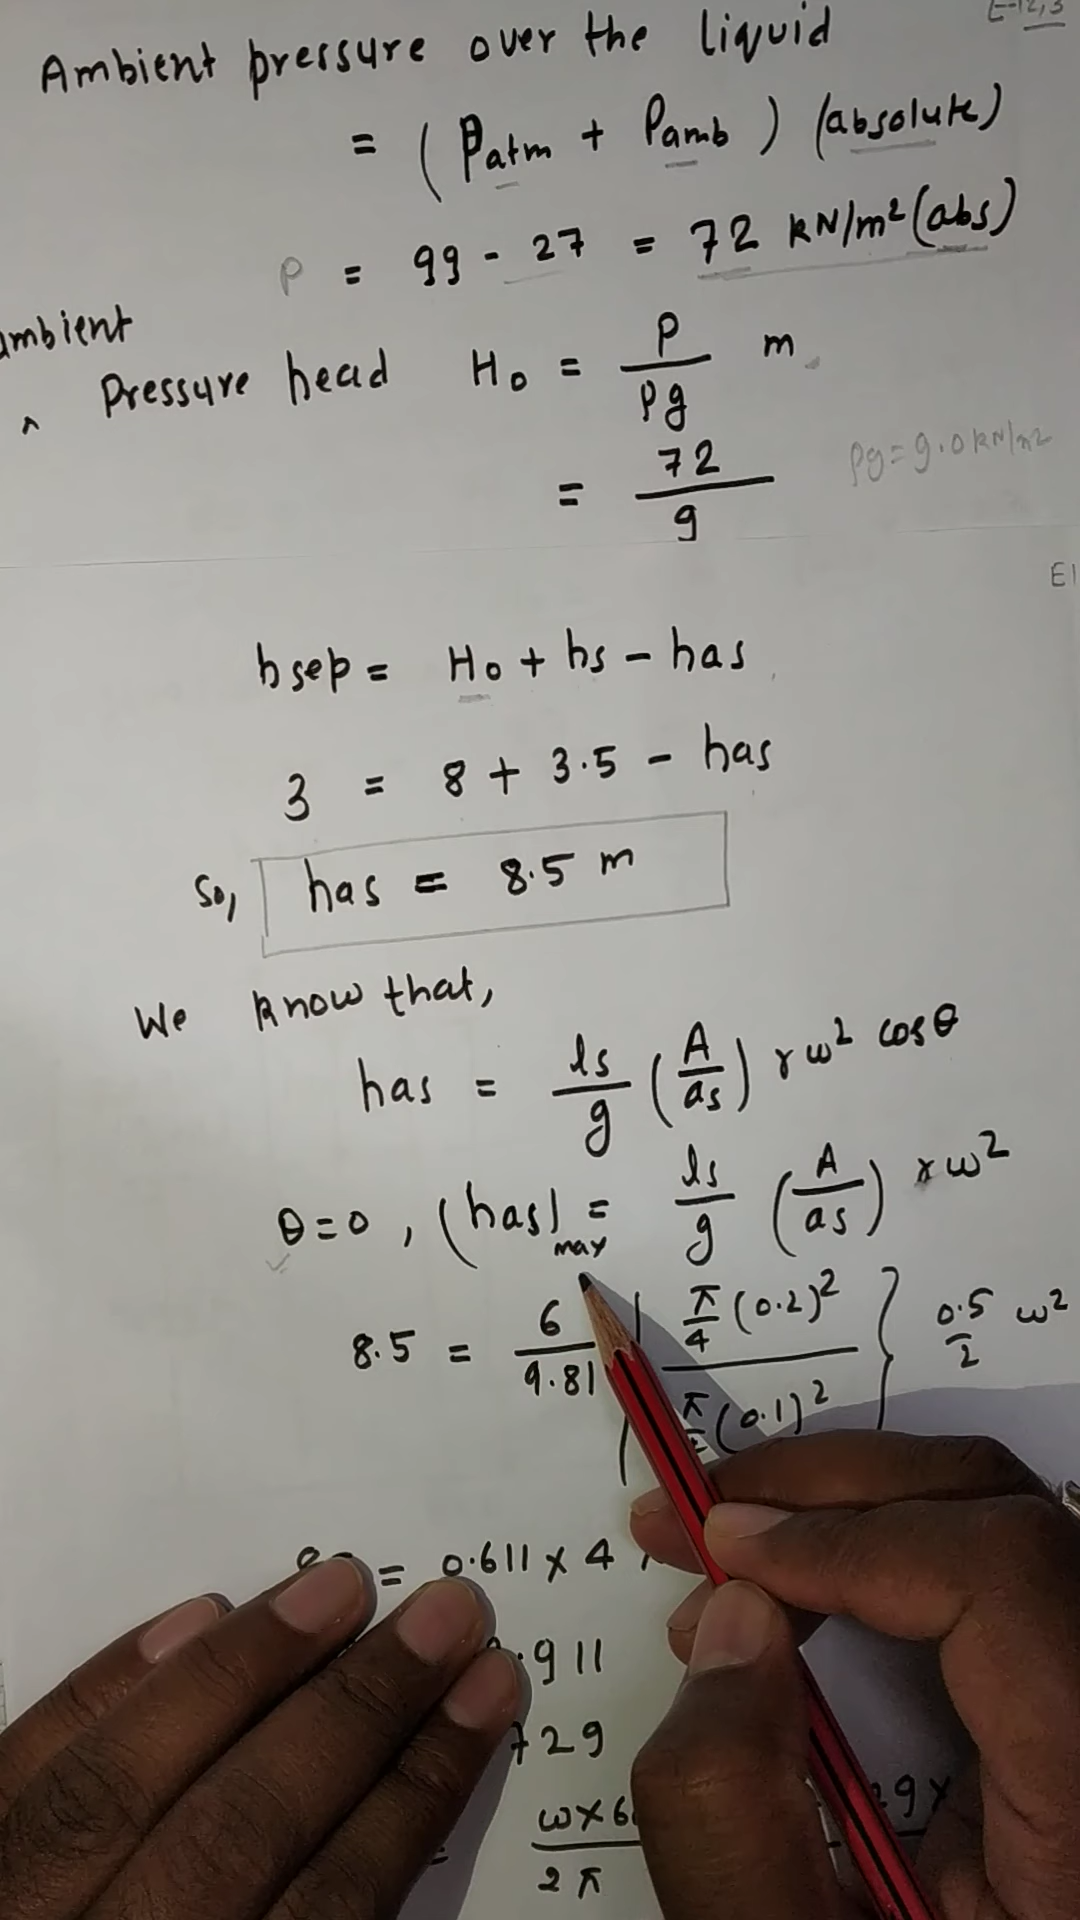 E-12,3
Ambient pressure over the liquid
= (Patm + Pamb) (absolute)
P = 99 - 27 = 72 kN/m² (abs)
ambient
^ Pressure head H₀ = P/ρg m
= 72/9 ρg = 9.0 kN/m²
E1
hsep = H₀ + hs - has
3 = 8 + 3.5 - has
So, has = 8.5 m
We know that,
has = ls/g (A/as) rω² cosθ
θ=0, (has)max = ls/g (A/as) rω²
8.5 = 6/9.81 { π/4 (0.2)² / π/4 (0.1)² } 0.5/2 ω²
= 0.611 × 4
.911
729
= ω×6 / 2π 29×